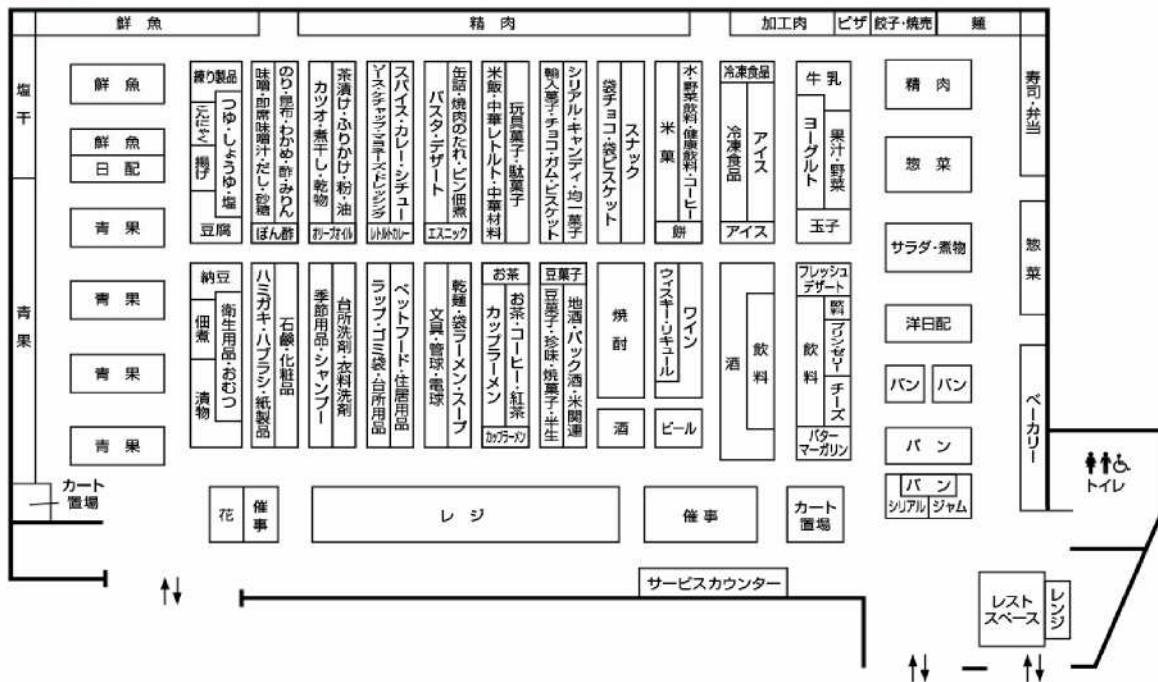 鮮魚
精肉
加工肉
ピザ
餃子・焼売
麺
塩干
青果
鮮魚
鮮魚
日配
青果
青果
青果
青果
練り製品
こんにゃく
揚げ
つゆ・しょうゆ・塩
豆腐
味噌・即席味噌汁・だし・砂糖
のり・昆布・わかめ・酢・みりん
ぽん酢
カツオ・煮干し・乾物
茶漬け・ふりかけ・粉・油
オリーブオイル
ソース・ケチャップ・マヨネーズ・ドレッシング
スパイス・カレー・シチュー
レトルトカレー
パスタ・デザート
缶詰・焼肉のたれ・ビン佃煮
エスニック
米飯・中華レトルト・中華材料
玩具菓子・駄菓子
輸入菓子・チョコ・ガム・ビスケット
シリアル・キャンディ・均一菓子
袋チョコ・袋ビスケット
スナック
米菓
水・野菜飲料・健康飲料・コーヒー
餅
冷凍食品
冷凍食品
アイス
アイス
牛乳
ヨーグルト
果汁・野菜
玉子
精肉
惣菜
サラダ・煮物
洋日配
パン
パン
パン
パン
シリアル
ジャム
寿司・弁当
惣菜
ベーカリー
納豆
佃煮
漬物
衛生用品・おむつ
ハミガキ・ハブラシ・紙製品
石鹸・化粧品
季節用品・シャンプー
台所洗剤・衣料洗剤
ラップ・ゴミ袋・台所用品
ペットフード・住居用品
文具・管球・電球
乾麺・袋ラーメン・スープ
お茶
カップラーメン
お茶・コーヒー・紅茶
カップラーメン
豆菓子
豆菓子・珍味・焼菓子・半生
地酒・パック酒・米関連
焼酎
酒
ウィスキー・リキュール
ワイン
ビール
酒
飲料
フレッシュ
デザート
飲料
飲料
プリン・ゼリー
チーズ
バター
マーガリン
カート
置場
花
催事
レジ
催事
カート
置場
サービスカウンター
トイレ
レスト
スペース
レンジ